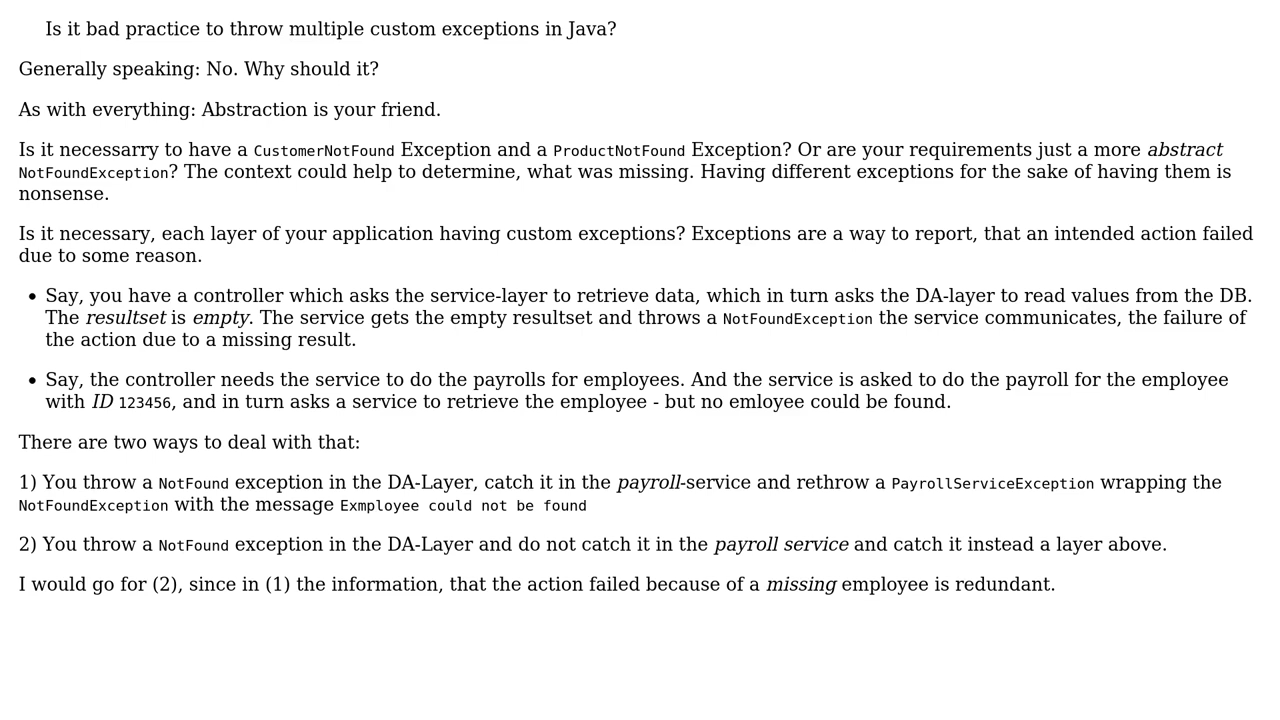 Is it bad practice to throw multiple custom exceptions in Java?
Generally speaking: No. Why should it?
As with everything: Abstraction is your friend.
Is it necessarry to have a CustomerNotFound Exception and a ProductNotFound Exception? Or are your requirements just a more abstract
NotFoundException? The context could help to determine, what was missing. Having different exceptions for the sake of having them is
nonsense.
Is it necessary, each layer of your application having custom exceptions? Exceptions are a way to report, that an intended action failed
due to some reason.
• Say, you have a controller which asks the service-layer to retrieve data, which in turn asks the DA-layer to read values from the DB.
The resultset is empty. The service gets the empty resultset and throws a NotFoundException the service communicates, the failure of
the action due to a missing result.
• Say, the controller needs the service to do the payrolls for employees. And the service is asked to do the payroll for the employee
with ID 123456, and in turn asks a service to retrieve the employee - but no emloyee could be found.
There are two ways to deal with that:
1) You throw a NotFound exception in the DA-Layer, catch it in the payroll-service and rethrow a PayrollServiceException wrapping the
NotFoundException with the message Exmployee could not be found
2) You throw a NotFound exception in the DA-Layer and do not catch it in the payroll service and catch it instead a layer above.
I would go for (2), since in (1) the information, that the action failed because of a missing employee is redundant.